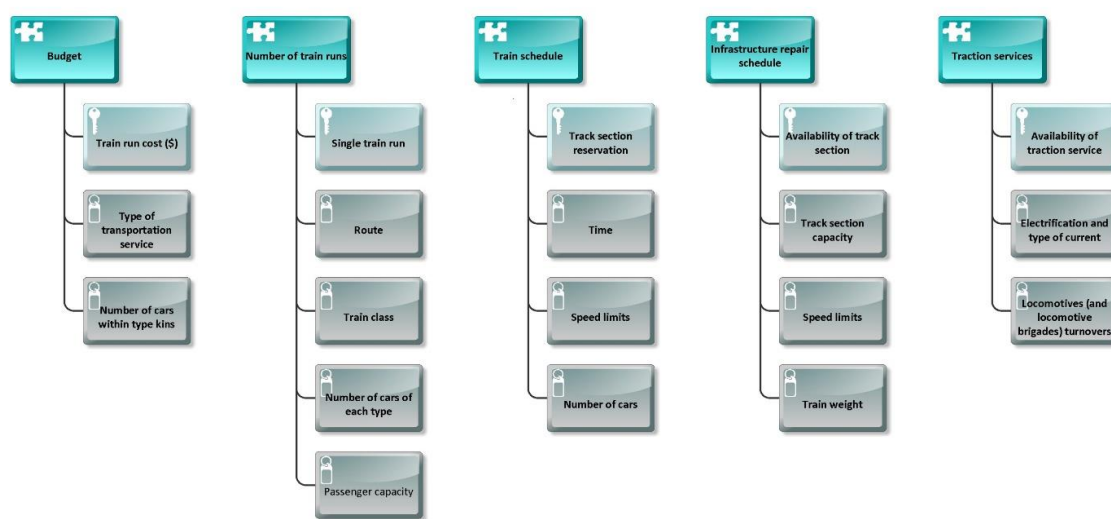 Budget
Train run cost ($)
Type of
transportation
service
Number of cars
within type kins
Number of train runs
Single train run
Route
Train class
Number of cars of
each type
Passenger capacity
Train schedule
Track section
reservation
Time
Speed limits
Number of cars
Infrastructure repair
schedule
Availability of track
section
Track section
capacity
Speed limits
Train weight
Traction services
Availability of
traction service
Electrification and
type of current
Locomotives (and
locomotive
brigades) turnovers